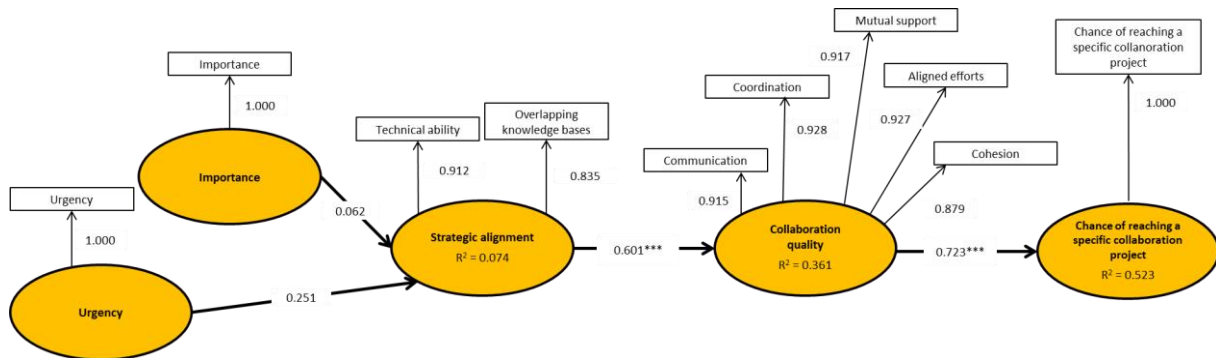 Importance
1.000
Importance
Urgency
1.000
Urgency
0.062
0.251
Technical ability
0.912
Overlapping
knowledge bases
0.835
Strategic alignment
R² = 0.074
0.601***
Communication
0.915
Coordination
0.928
Mutual support
0.917
Aligned efforts
0.927
Cohesion
0.879
Collaboration
quality
R² = 0.361
0.723***
Chance of reaching a
specific collanoration
project
1.000
Chance of reaching a
specific collaboration
project
R² = 0.523